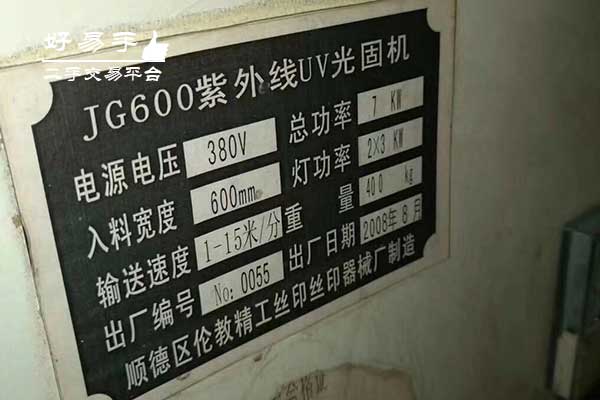 好易手
二手交易平台
JG600紫外线UV光固机
电源电压 380V 总功率 7 KW
入料宽度 600mm 灯功率 2×3 KW
输送速度 1-15米/分 重量 400 kg
出厂编号 No: 0055 出厂日期 2008年8月
顺德区伦教精工丝印丝印器械厂制造